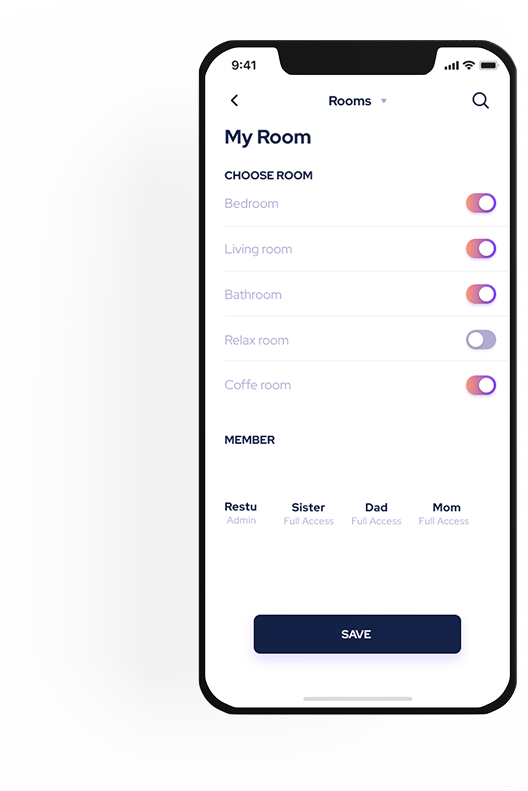 9:41
Rooms
My Room
CHOOSE ROOM
Bedroom
Living room
Bathroom
Relax room
Coffe room
MEMBER
Restu Sister Dad Mom
Admin Full Access Full Access Full Access
SAVE